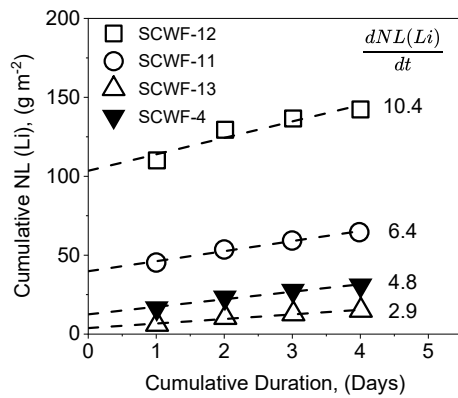 SCWF-12
SCWF-11
SCWF-13
SCWF-4
dNL(Li)
dt
200
150
100
50
0
10.4
6.4
4.8
2.9
0 1 2 3 4 5
Cumulative NL (Li), (g m⁻²)
Cumulative Duration, (Days)